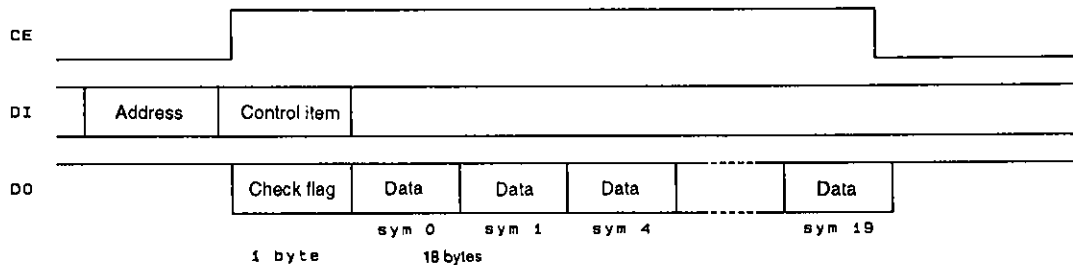 CE
DI Address Control item
DO Check flag Data Data Data Data
sym 0 sym 1 sym 4 sym 19
1 byte 18 bytes